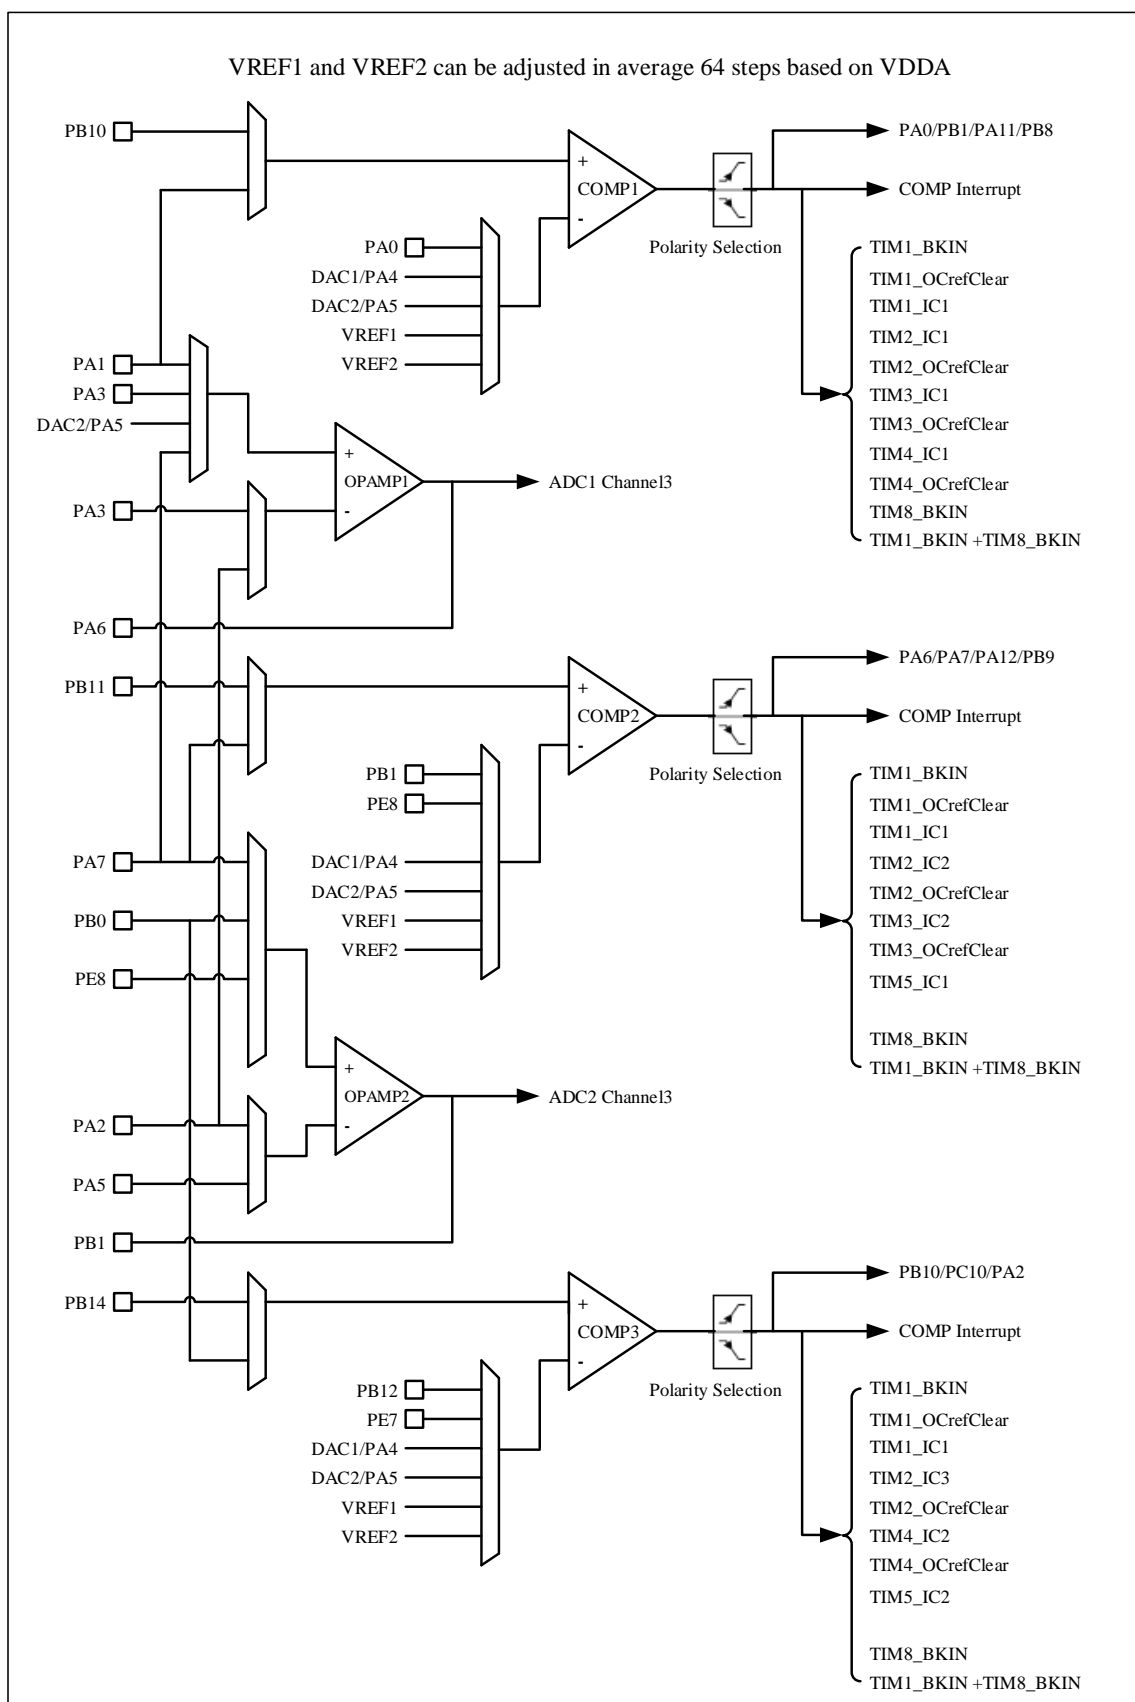 VREF1 and VREF2 can be adjusted in average 64 steps based on VDDA
PB10
PA0/PB1/PA11/PB8
+
COMP1
-
COMP Interrupt
Polarity Selection
PA0
DAC1/PA4
DAC2/PA5
VREF1
VREF2
TIM1_BKIN
TIM1_OCrefClear
TIM1_IC1
TIM2_IC1
TIM2_OCrefClear
TIM3_IC1
TIM3_OCrefClear
TIM4_IC1
TIM4_OCrefClear
TIM8_BKIN
TIM1_BKIN +TIM8_BKIN
PA1
PA3
DAC2/PA5
+
OPAMP1
-
ADC1 Channel3
PA3
PA6
PB11
PA6/PA7/PA12/PB9
+
COMP2
-
COMP Interrupt
Polarity Selection
PB1
PE8
DAC1/PA4
DAC2/PA5
VREF1
VREF2
TIM1_BKIN
TIM1_OCrefClear
TIM1_IC1
TIM2_IC2
TIM2_OCrefClear
TIM3_IC2
TIM3_OCrefClear
TIM5_IC1
TIM8_BKIN
TIM1_BKIN +TIM8_BKIN
PA7
PB0
PE8
+
OPAMP2
-
ADC2 Channel3
PA2
PA5
PB1
PB14
PB10/PC10/PA2
+
COMP3
-
COMP Interrupt
Polarity Selection
PB12
PE7
DAC1/PA4
DAC2/PA5
VREF1
VREF2
TIM1_BKIN
TIM1_OCrefClear
TIM1_IC1
TIM2_IC3
TIM2_OCrefClear
TIM4_IC2
TIM4_OCrefClear
TIM5_IC2
TIM8_BKIN
TIM1_BKIN +TIM8_BKIN